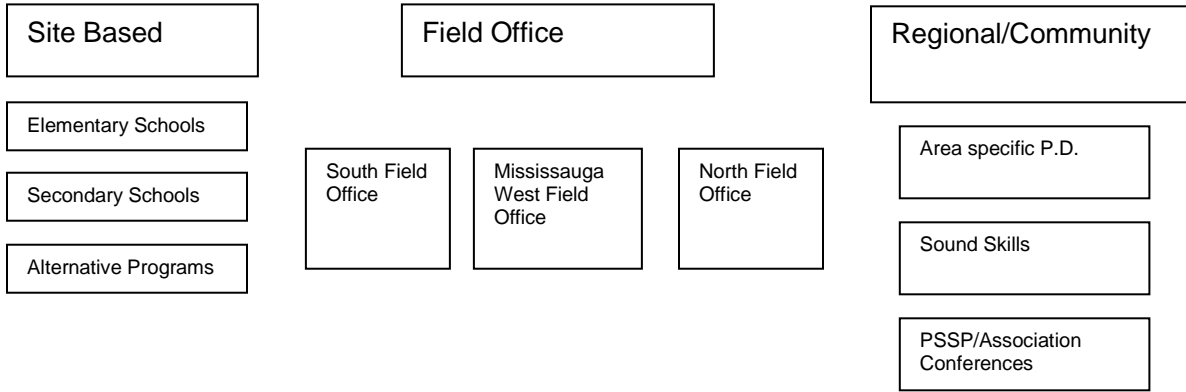 Site Based
Elementary Schools
Secondary Schools
Alternative Programs
Field Office
South Field
Office
Mississauga
West Field
Office
North Field
Office
Regional/Community
Area specific P.D.
Sound Skills
PSSP/Association
Conferences